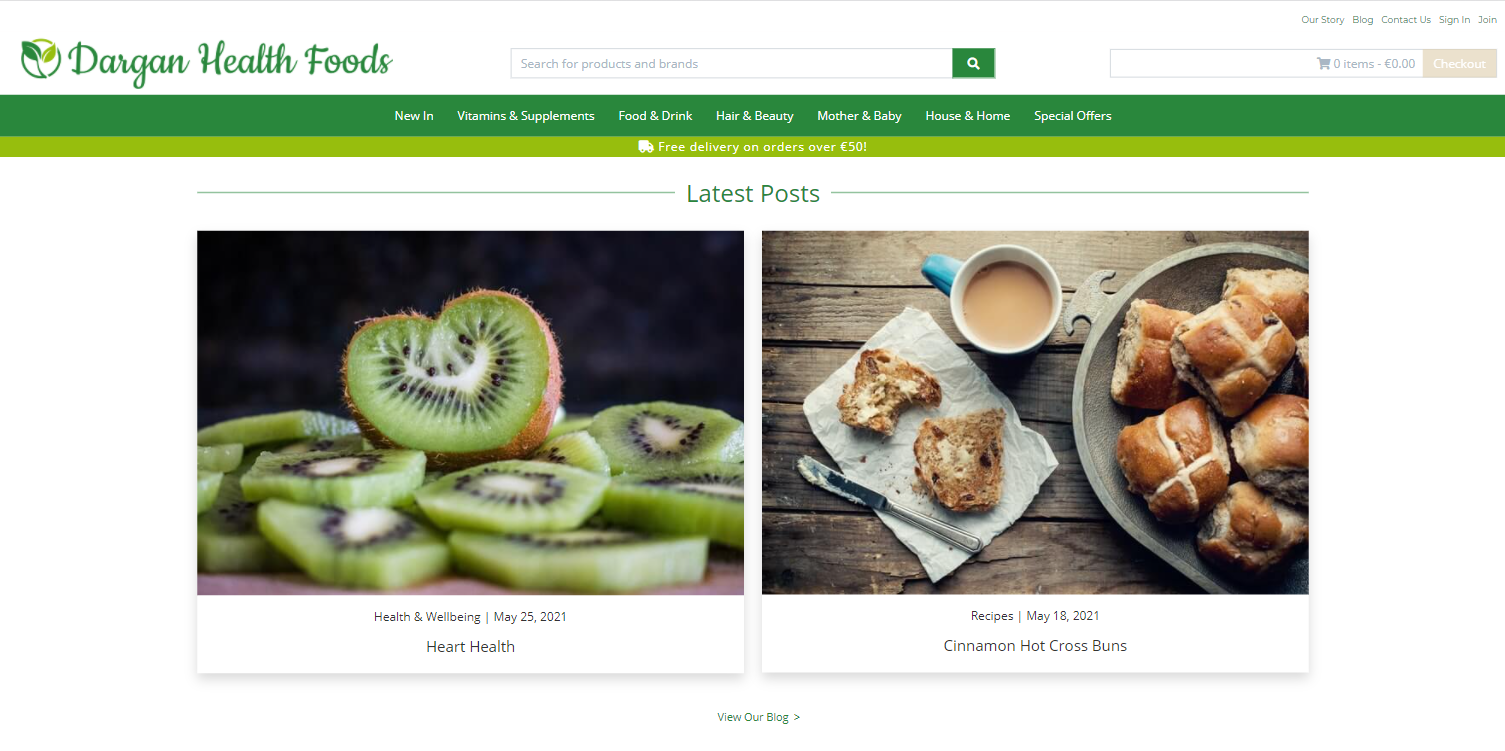 Our Story Blog Contact Us Sign In Join
Dargan Health Foods
Search for products and brands
0 items - €0.00 Checkout
New In Vitamins & Supplements Food & Drink Hair & Beauty Mother & Baby House & Home Special Offers
Free delivery on orders over €50!
Latest Posts
Health & Wellbeing | May 25, 2021
Heart Health
Recipes | May 18, 2021
Cinnamon Hot Cross Buns
View Our Blog >